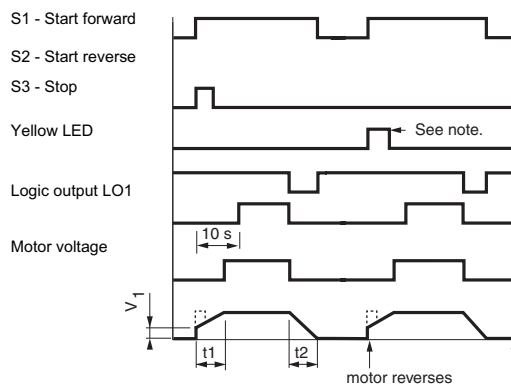 S1 - Start forward
S2 - Start reverse
S3 - Stop
Yellow LED
See note.
Logic output LO1
10 s
Motor voltage
V1
t1
t2
motor reverses